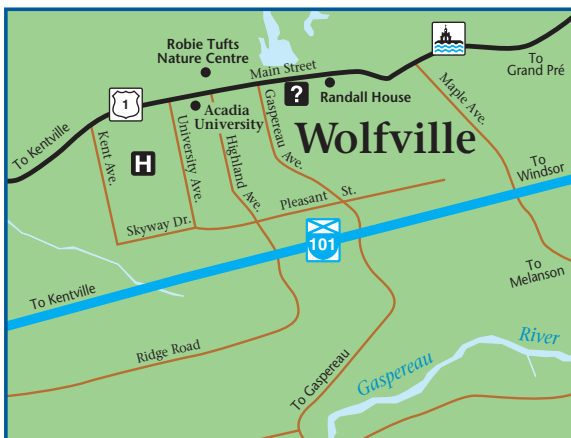 Robie Tufts
Nature Centre
Main Street
To
Grand Pré
1
?
Randall House
Acadia
University
Maple Ave.
To Kentville
Kent Ave.
H
University Ave.
Highland Ave.
Gaspereau Ave.
Wolfville
To
Windsor
Pleasant St.
Skyway Dr.
101
To
Melanson
To Kentville
Ridge Road
To Gaspereau
Gaspereau River